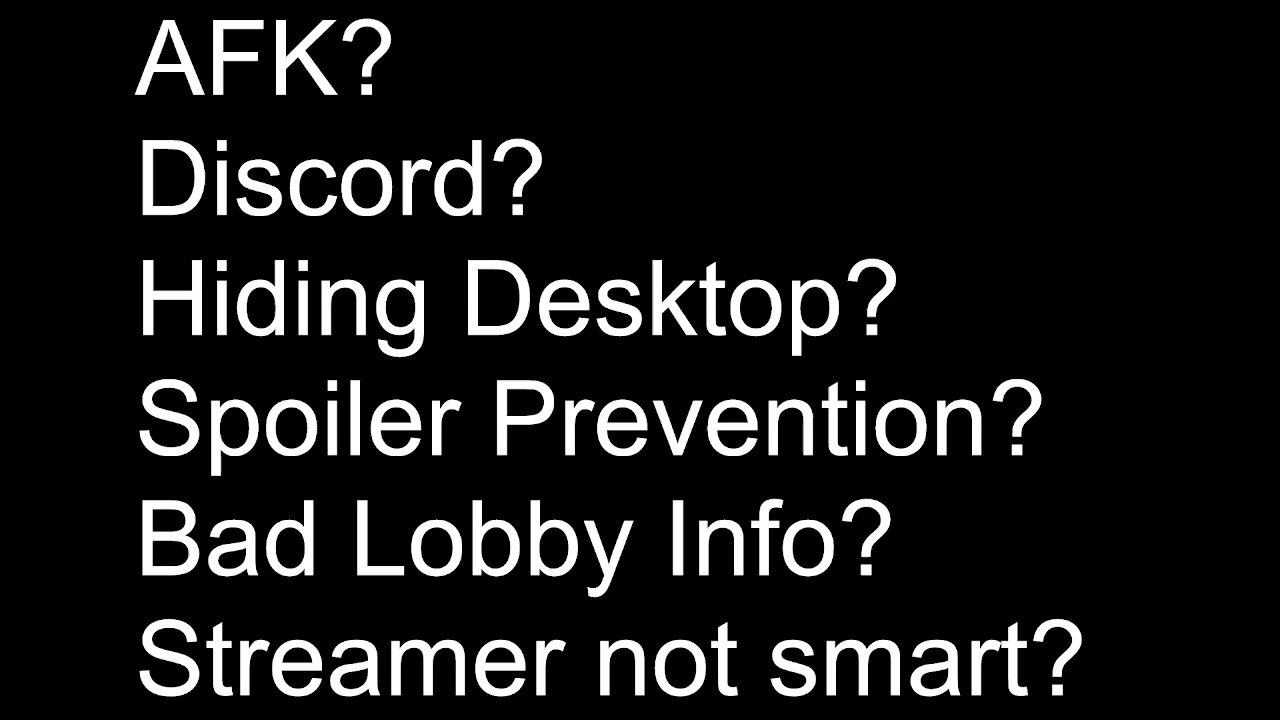 AFK?
Discord?
Hiding Desktop?
Spoiler Prevention?
Bad Lobby Info?
Streamer not smart?